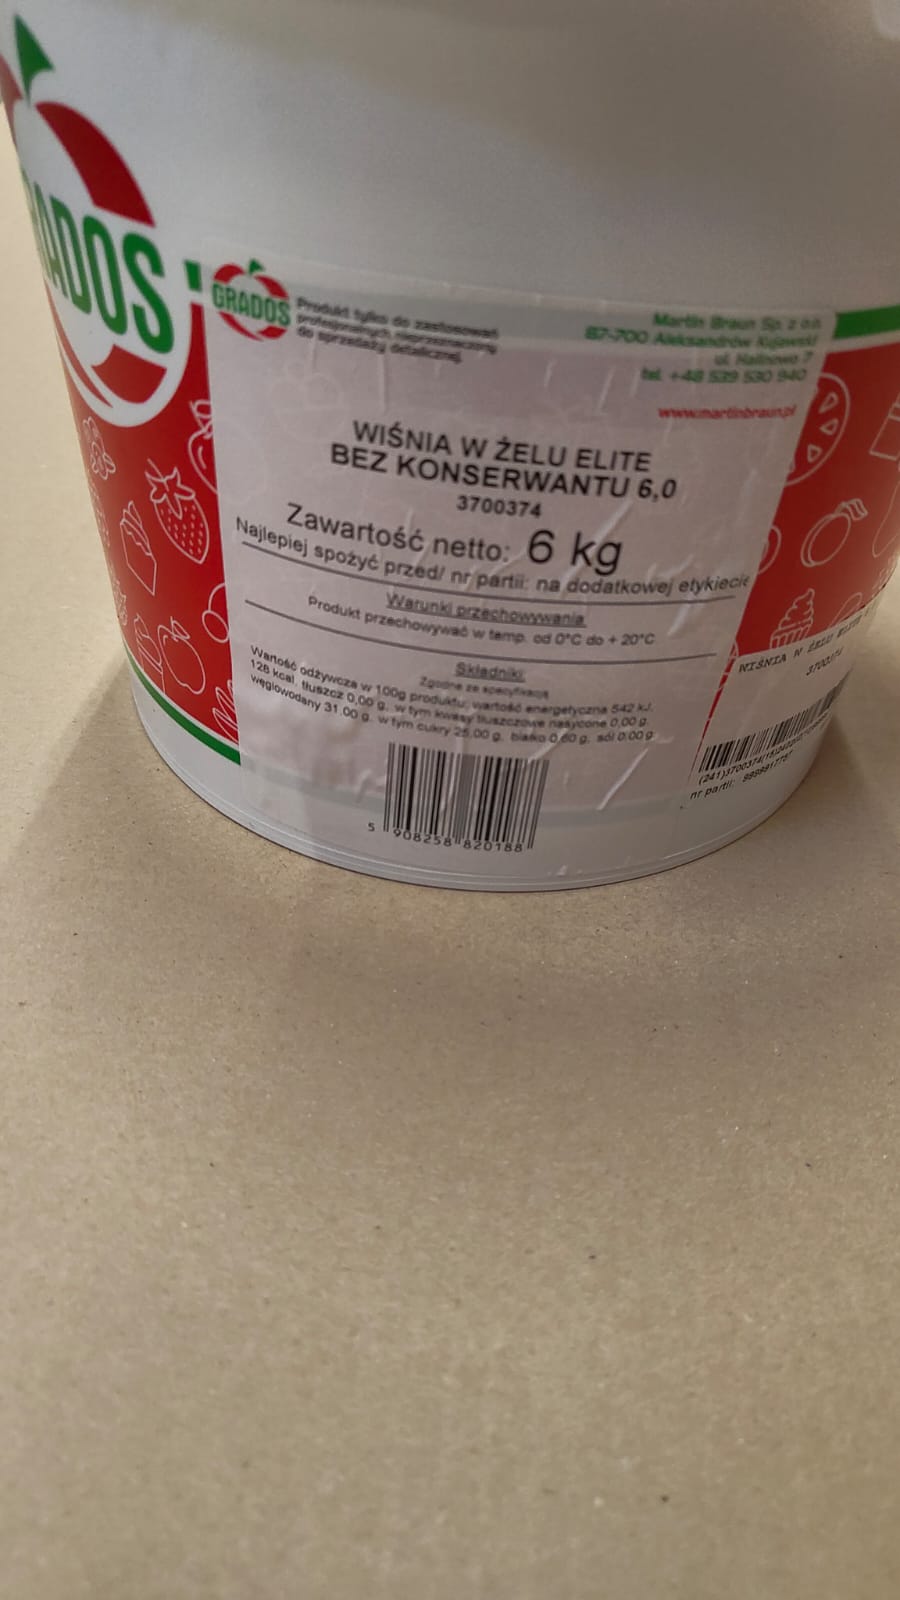 GRADOS
GRADOS
Produkt tylko do zastosowań
profesjonalnych nieprzeznaczony
do sprzedaży detalicznej.
Martin Braun Sp. z o.o.
87-700 Aleksandrów Kujawski
ul. Halinowo 7
tel. +48 539 530 940
www.martinbraun.pl
WIŚNIA W ŻELU ELITE
BEZ KONSERWANTU 6,0
3700374
Zawartość netto: 6 kg
Najlepiej spożyć przed/ nr partii: na dodatkowej etykiecie
Warunki przechowywania
Produkt przechowywać w temp. od 0°C do + 20°C
Składniki:
Zgodne ze specyfikacją
Wartość odżywcza w 100g produktu: wartość energetyczna 542 kJ,
128 kcal, tłuszcz 0,00 g, w tym kwasy tłuszczowe nasycone 0,00 g,
węglowodany 31,00 g, w tym cukry 25,00 g, białko 0,60 g, sól 0,00 g
5 908258 820188
WIŚNIA W ŻELU ELITE
3700374
nr partii: 9999917757